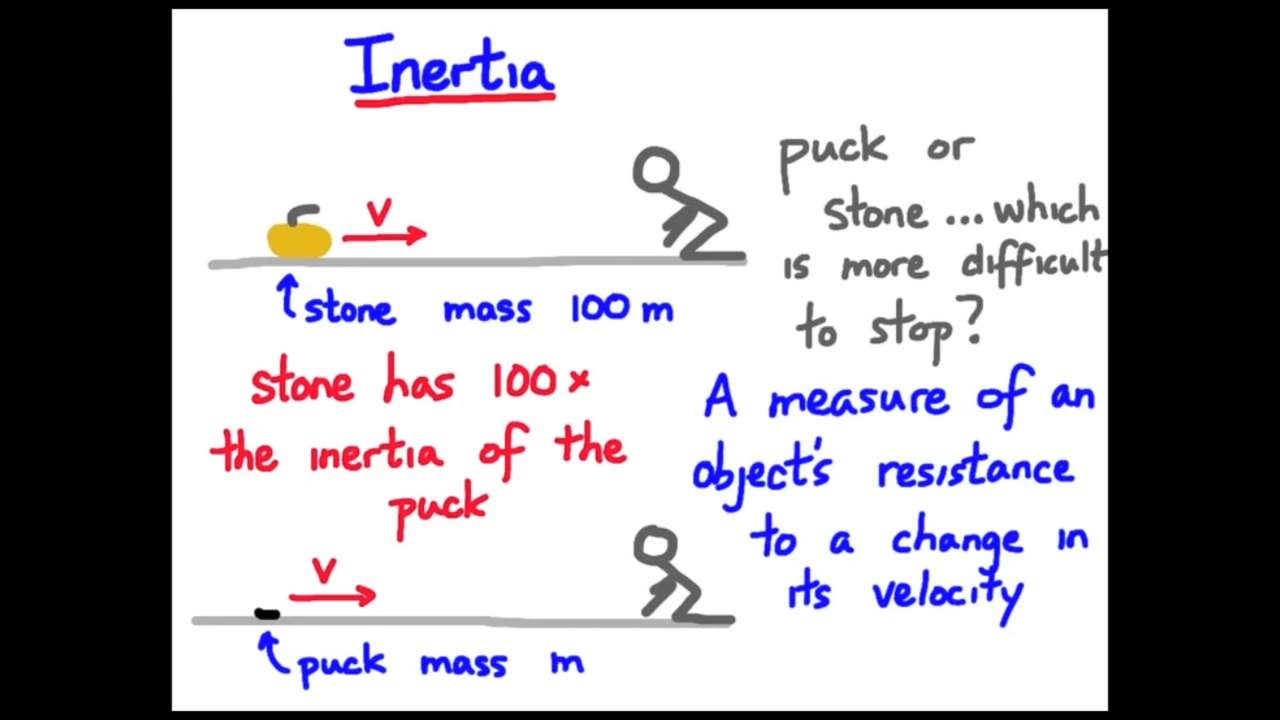 Inertia
V
stone mass 100 m
stone has 100 x
the inertia of the
puck
V
puck mass m
puck or
stone ... which
is more difficult
to stop?
A measure of an
object's resistance
to a change in
its velocity